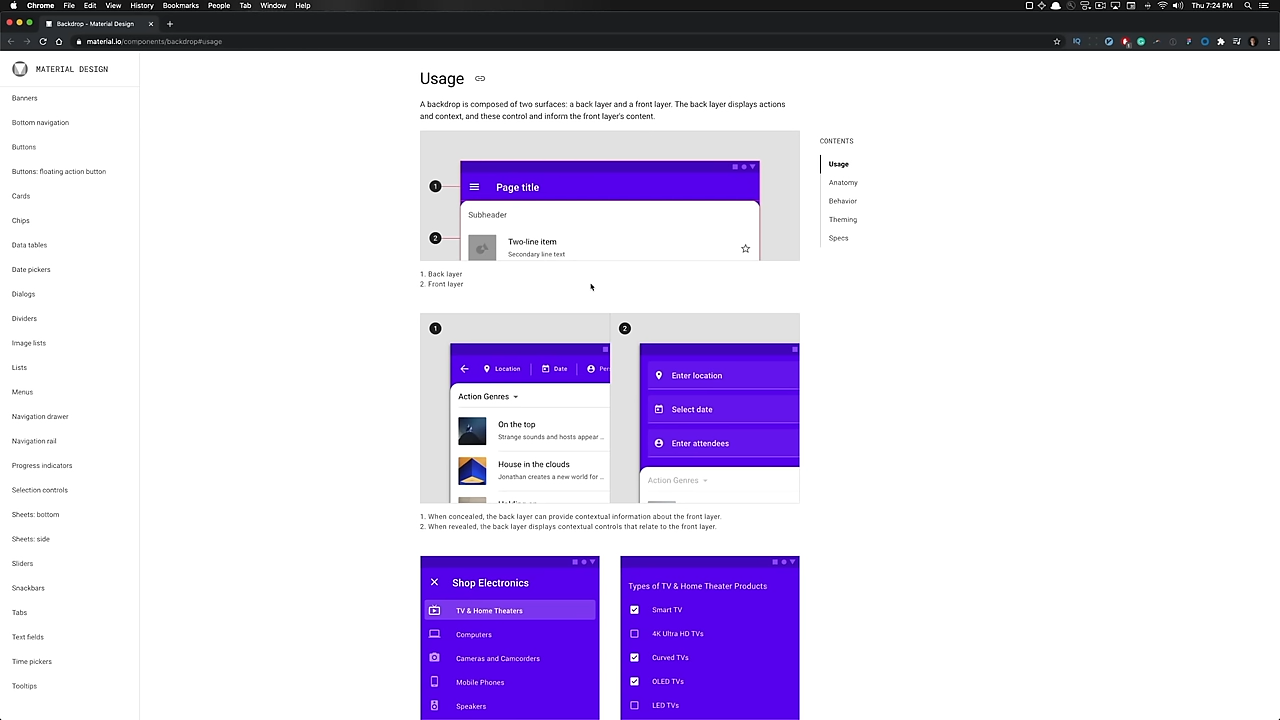 Chrome File Edit View History Bookmarks People Tab Window Help
Thu 7:24 PM
Backdrop - Material Design
material.io/components/backdrop#usage
MATERIAL DESIGN
Banners
Bottom navigation
Buttons
Buttons: floating action button
Cards
Chips
Data tables
Date pickers
Dialogs
Dividers
Image lists
Lists
Menus
Navigation drawer
Navigation rail
Progress indicators
Selection controls
Sheets: bottom
Sheets: side
Sliders
Snackbars
Tabs
Text fields
Time pickers
Tooltips
Usage
A backdrop is composed of two surfaces: a back layer and a front layer. The back layer displays actions
and context, and these control and inform the front layer's content.
1
Page title
Subheader
2
Two-line item
Secondary line text
1. Back layer
2. Front layer
1
Location
Date
Per
Action Genres
On the top
Strange sounds and hosts appear ...
House in the clouds
Jonathan creates a new world for ...
2
Enter location
Select date
Enter attendees
Action Genres
1. When concealed, the back layer can provide contextual information about the front layer.
2. When revealed, the back layer displays contextual controls that relate to the front layer.
Shop Electronics
TV & Home Theaters
Computers
Cameras and Camcorders
Mobile Phones
Speakers
Types of TV & Home Theater Products
Smart TV
4K Ultra HD TVs
Curved TVs
OLED TVs
LED TVs
CONTENTS
Usage
Anatomy
Behavior
Theming
Specs